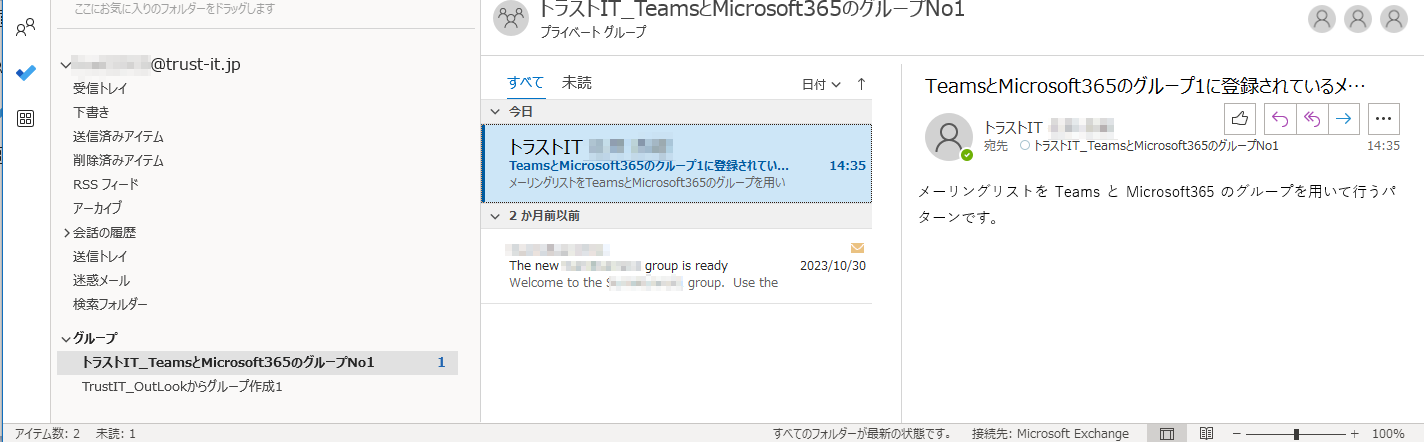 ここにお気に入りのフォルダーをドラッグします
@trust-it.jp
受信トレイ
下書き
送信済みアイテム
削除済みアイテム
RSS フィード
アーカイブ
会話の履歴
送信トレイ
迷惑メール
検索フォルダー
グループ
トラストIT_TeamsとMicrosoft365のグループNo1 1
TrustIT_OutLookからグループ作成1
トラストIT_TeamsとMicrosoft365のグループNo1
プライベート グループ
すべて 未読 日付
今日
トラストIT
TeamsとMicrosoft365のグループ1に登録されてい... 14:35
メーリングリストをTeamsとMicrosoft365のグループを用い
2 か月前以前
The new group is ready 2023/10/30
Welcome to the group. Use the
TeamsとMicrosoft365のグループ1に登録されているメ…
トラストIT
宛先 トラストIT_TeamsとMicrosoft365のグループNo1 14:35
メーリングリストを Teams と Microsoft365 のグループを用いて行うパ
ターンです。
アイテム数: 2 未読: 1 すべてのフォルダーが最新の状態です。 接続先: Microsoft Exchange 100%